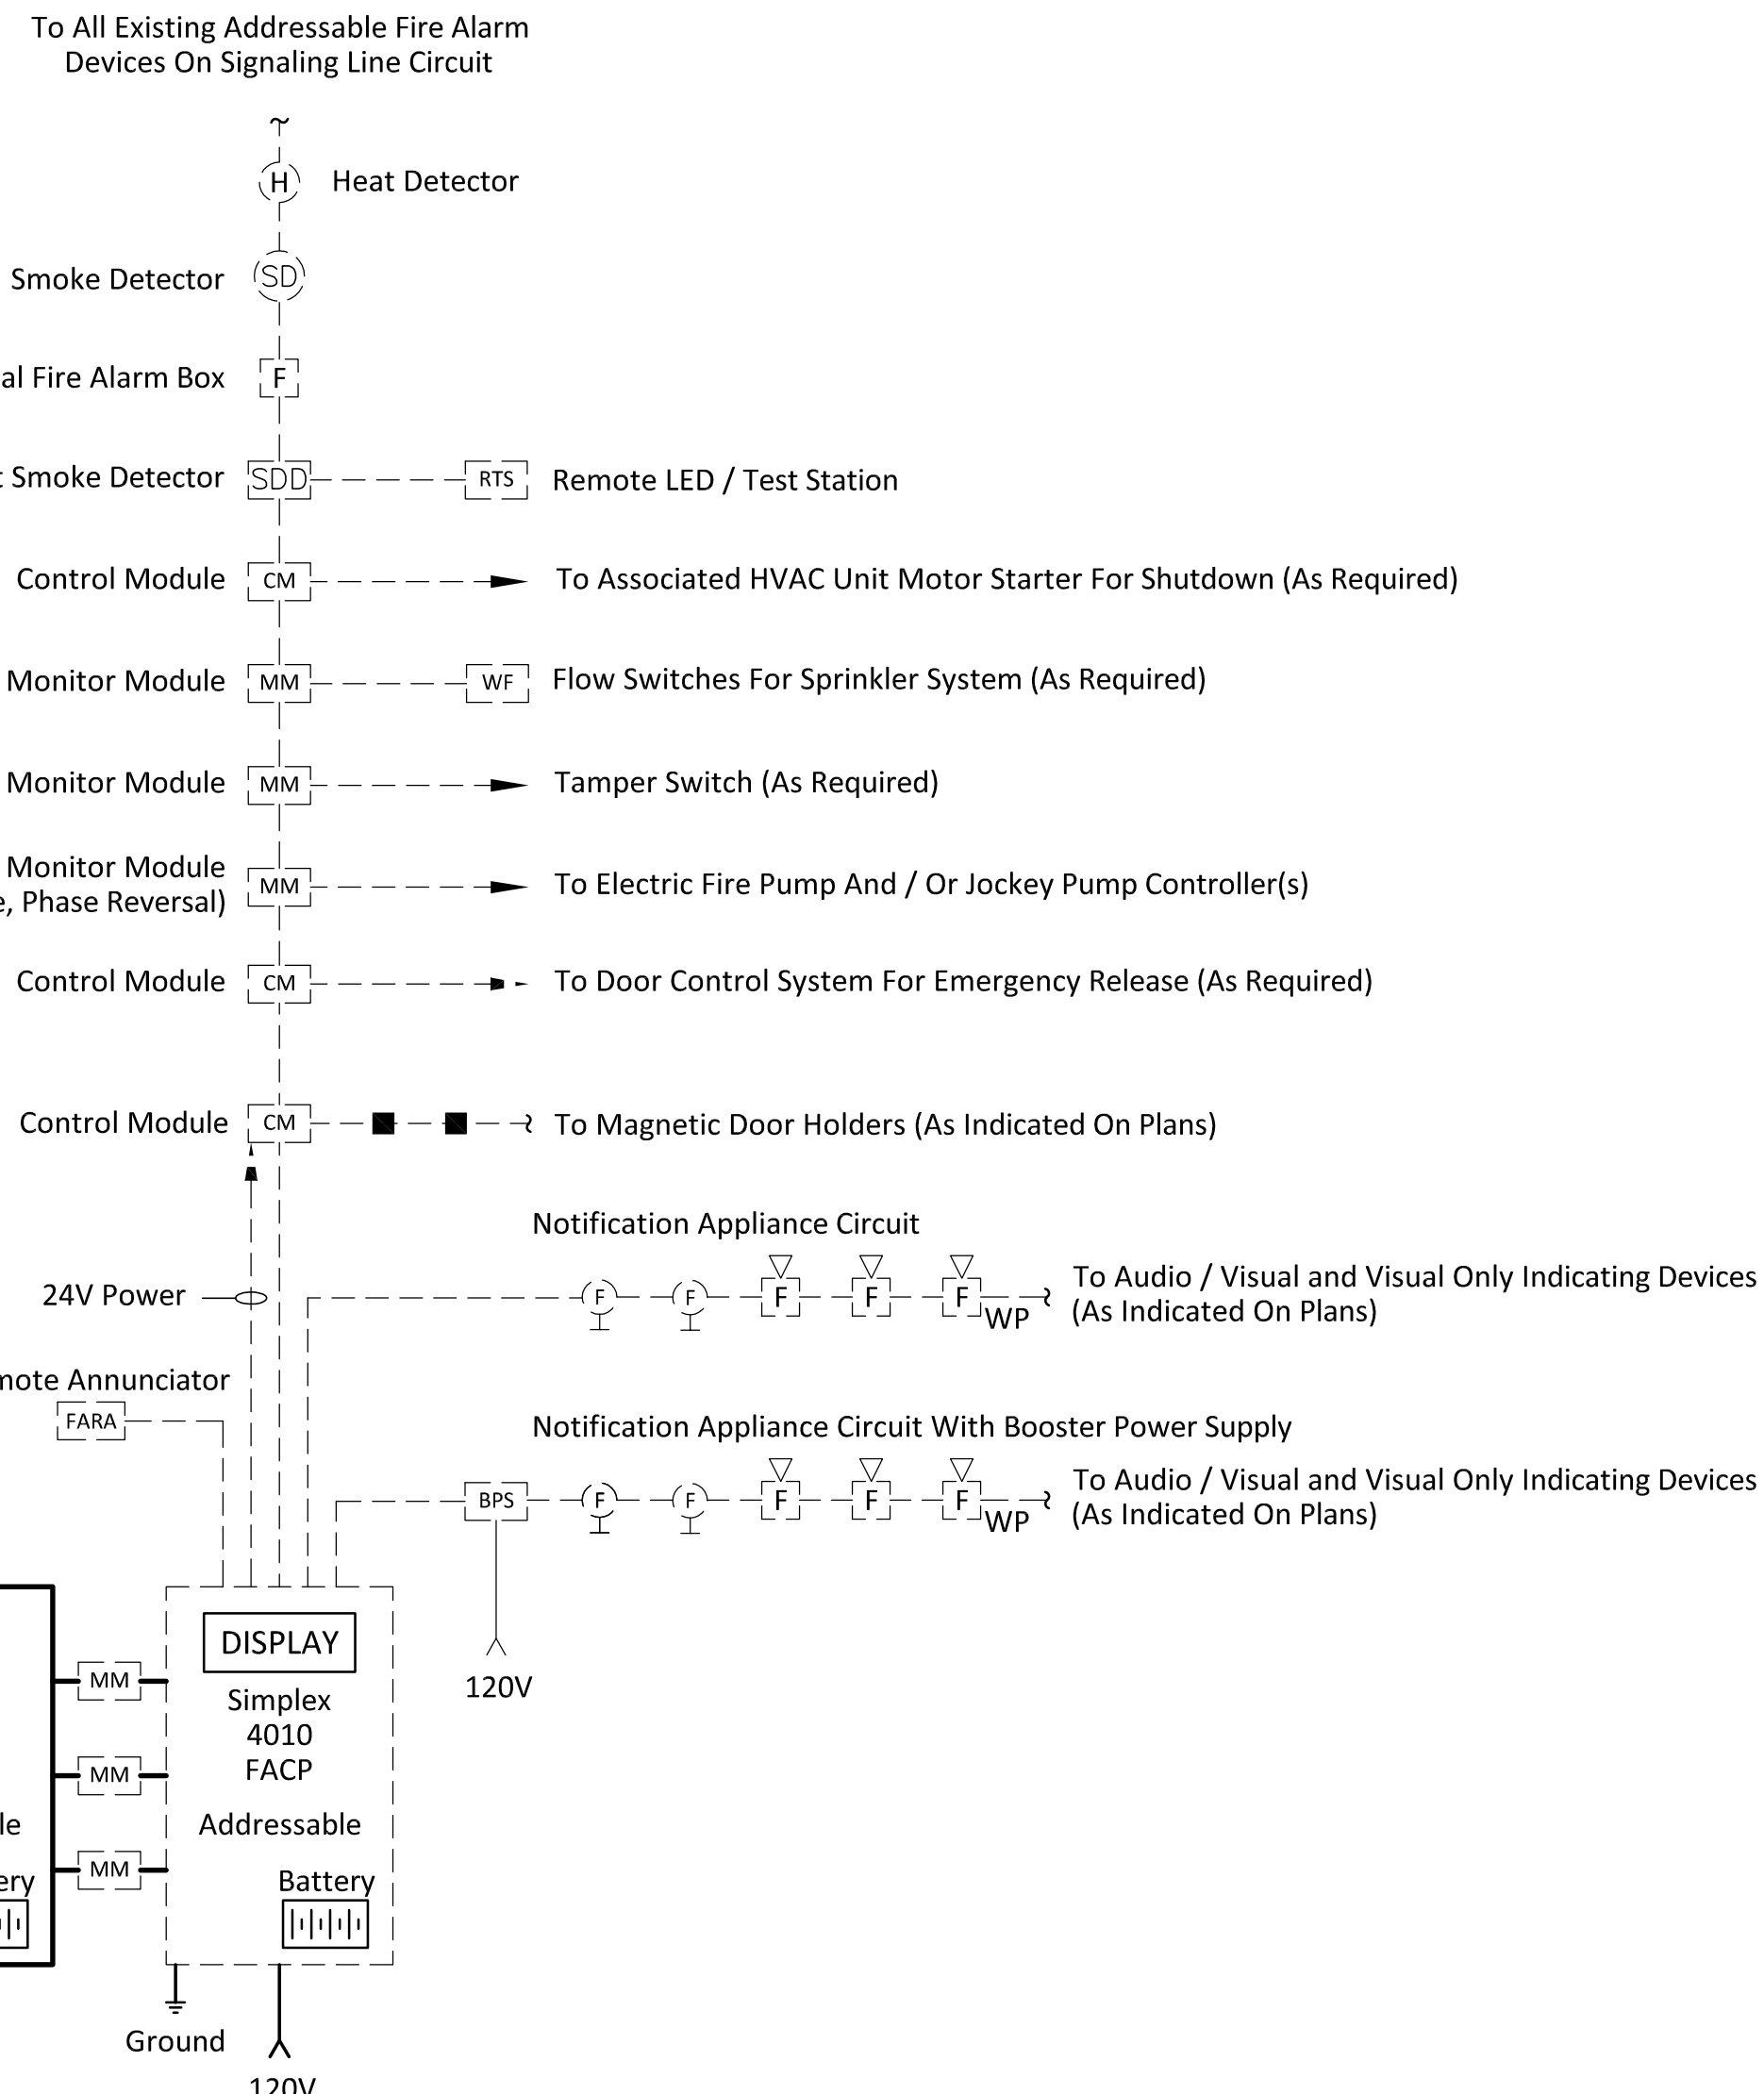 To All Existing Addressable Fire Alarm
Devices On Signaling Line Circuit
H Heat Detector
Smoke Detector SD
Fire Alarm Box F
Smoke Detector SDD RTS Remote LED / Test Station
Control Module CM To Associated HVAC Unit Motor Starter For Shutdown (As Required)
Monitor Module MM WF Flow Switches For Sprinkler System (As Required)
Monitor Module MM Tamper Switch (As Required)
Monitor Module MM To Electric Fire Pump And / Or Jockey Pump Controller(s)
Phase Reversal)
Control Module CM To Door Control System For Emergency Release (As Required)
Control Module CM To Magnetic Door Holders (As Indicated On Plans)
Notification Appliance Circuit
24V Power F F F F F WP To Audio / Visual and Visual Only Indicating Devices
(As Indicated On Plans)
Annunciator
FARA
Notification Appliance Circuit With Booster Power Supply
BPS F F F F F WP To Audio / Visual and Visual Only Indicating Devices
(As Indicated On Plans)
120V
DISPLAY
MM
Simplex
4010
FACP
MM
Addressable
MM
Battery
Ground
120V